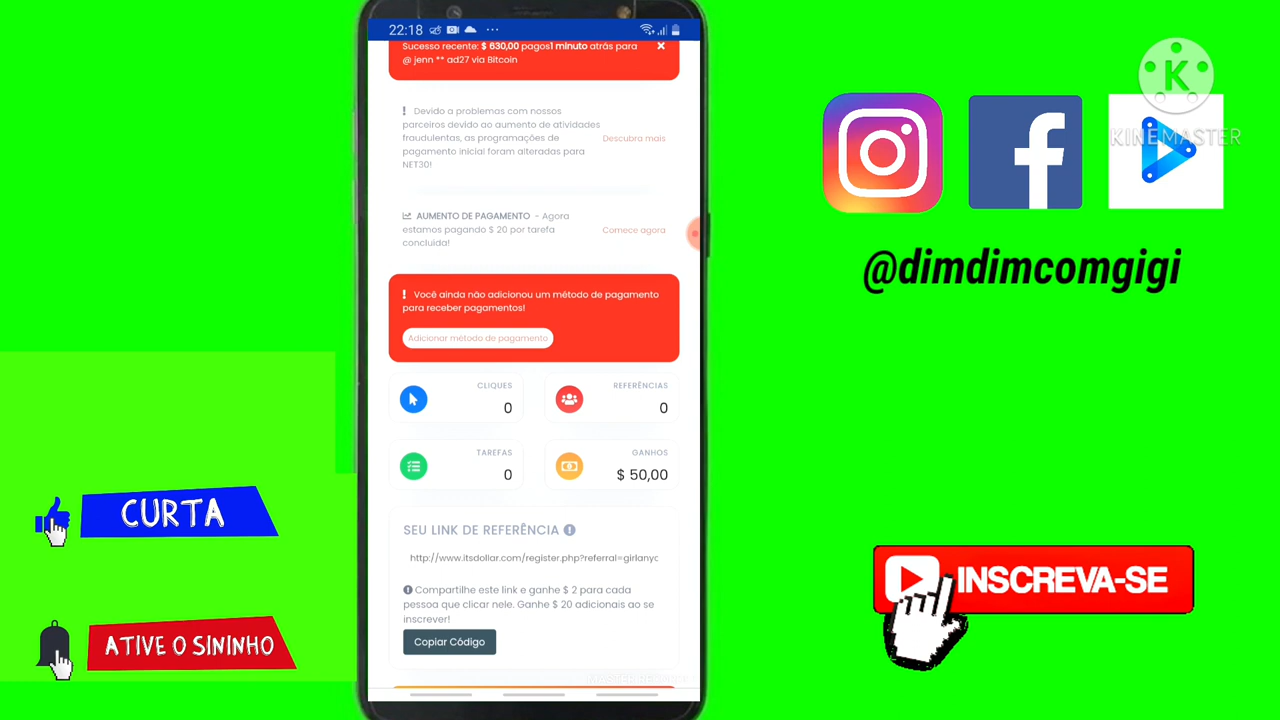 22:18
Sucesso recente: $ 630,00 pagos1 minuto atrás para
@ jenn ** ad27 via Bitcoin
Devido a problemas com nossos
parceiros devido ao aumento de atividades
fraudulentas, as programações de
pagamento inicial foram alteradas para
NET30!
Descubra mais
AUMENTO DE PAGAMENTO - Agora
estamos pagando $ 20 por tarefa
concluída!
Comece agora
Você ainda não adicionou um método de pagamento
para receber pagamentos!
Adicionar método de pagamento
CLIQUES
0
REFERÊNCIAS
0
TAREFAS
0
GANHOS
$ 50,00
SEU LINK DE REFERÊNCIA
http://www.itsdollar.com/register.php?referral=girlanyc
Compartilhe este link e ganhe $ 2 para cada
pessoa que clicar nele. Ganhe $ 20 adicionais ao se
inscrever!
Copiar Código
CURTA
ATIVE O SININHO
K
KINEMASTER
@dimdimcomgigi
INSCREVA-SE